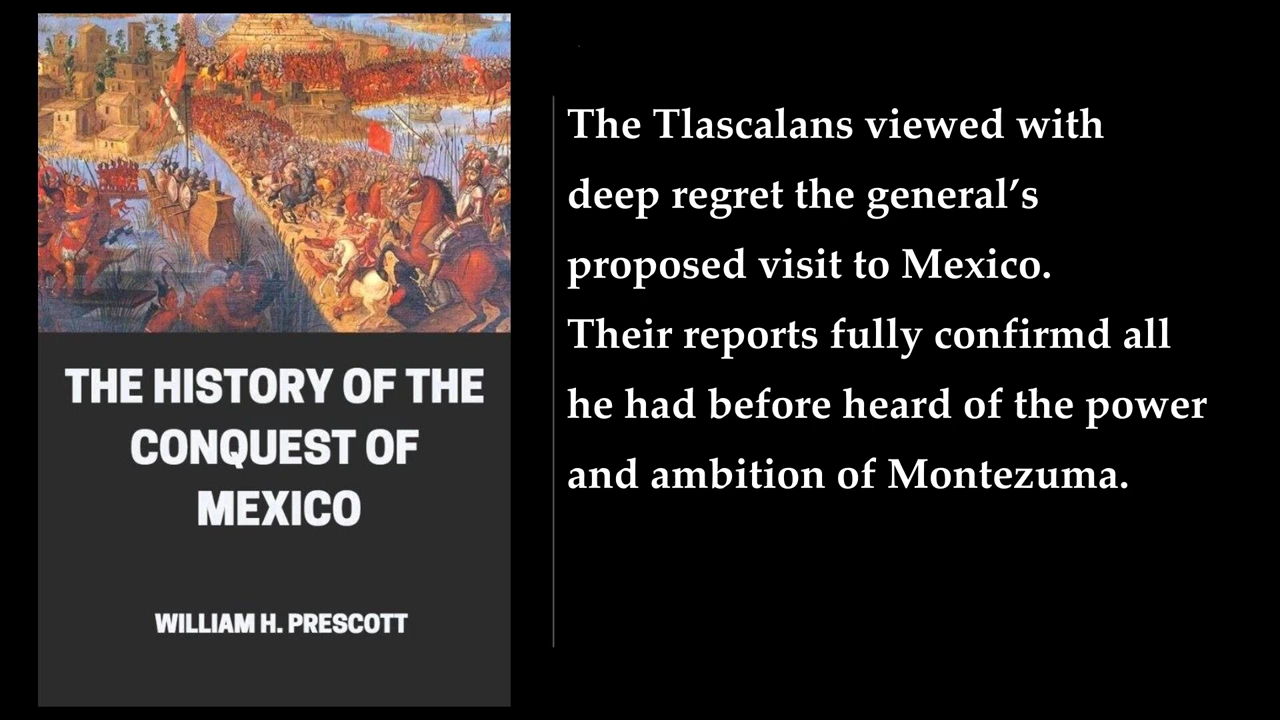 THE HISTORY OF THE
CONQUEST OF
MEXICO
WILLIAM H. PRESCOTT
The Tlascalans viewed with
deep regret the general’s
proposed visit to Mexico.
Their reports fully confirmd all
he had before heard of the power
and ambition of Montezuma.